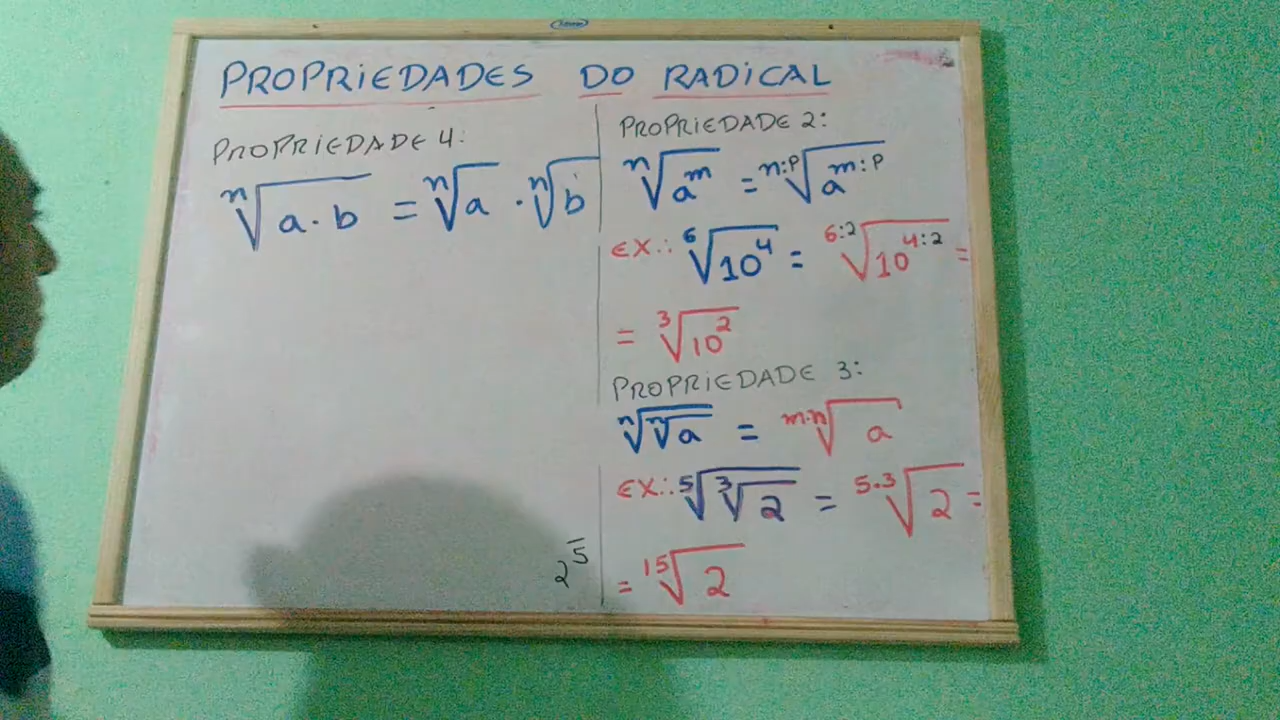 PROPRIEDADES DO RADICAL
PROPRIEDADE 4:
ⁿ√(a·b) = ⁿ√a · ⁿ√b
2⁵
PROPRIEDADE 2:
ⁿ√(aᵐ) = ⁿ˙ᵖ√(aᵐ˙ᵖ)
EX∴ ⁶√(10⁴) = ⁶˙²√(10⁴˙²) =
= ³√(10²)
PROPRIEDADE 3:
ⁿ√(ⁿ√a) = ᵐ·ⁿ√a
EX∴ ⁵√(³√2) = ⁵·³√2 =
= ¹⁵√2